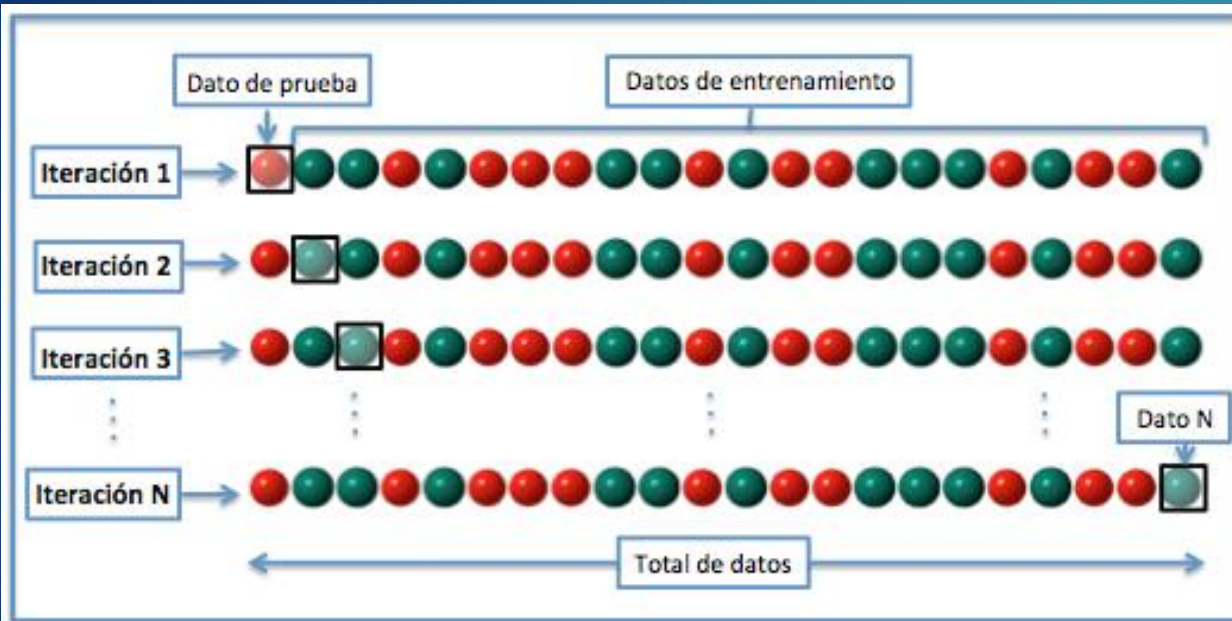 Dato de prueba
Datos de entrenamiento
Iteración 1
Iteración 2
Iteración 3
Dato N
Iteración N
Total de datos